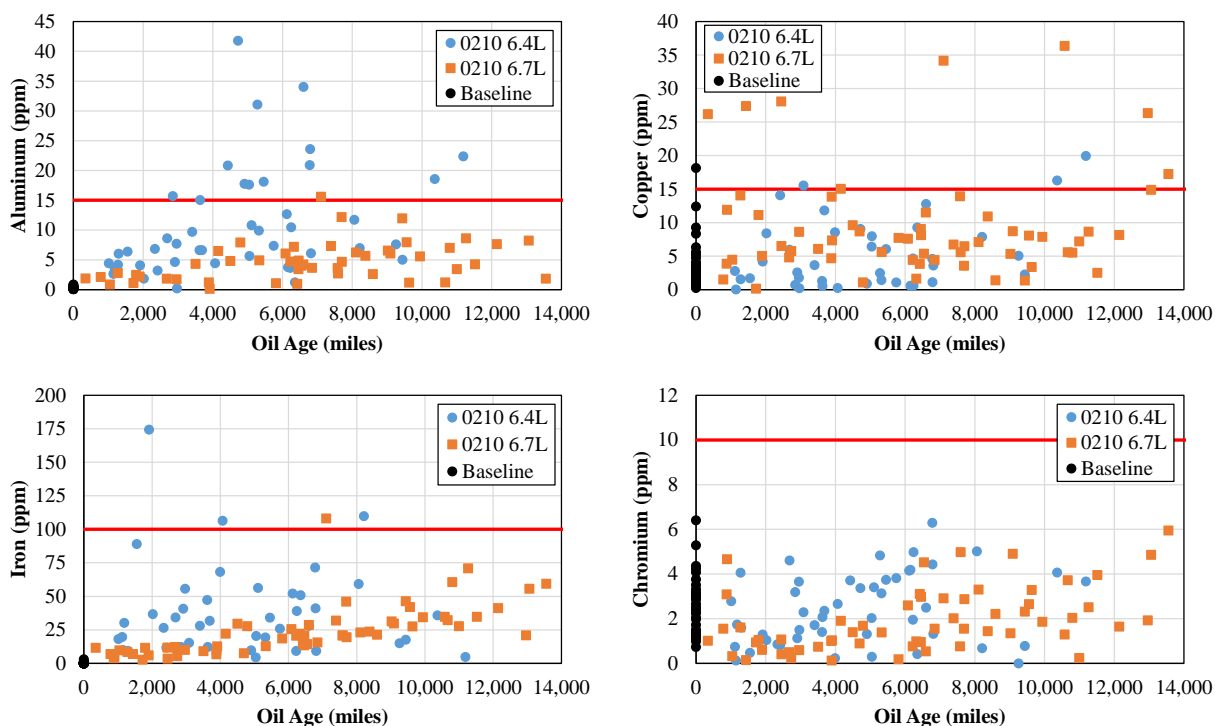 45
40
35
30
25
20
15
10
5
0
Aluminum (ppm)
0210 6.4L
0210 6.7L
Baseline
0 2,000 4,000 6,000 8,000 10,000 12,000 14,000
Oil Age (miles)
40
35
30
25
20
15
10
5
0
Copper (ppm)
0210 6.4L
0210 6.7L
Baseline
0 2,000 4,000 6,000 8,000 10,000 12,000 14,000
Oil Age (miles)
200
175
150
125
100
75
50
25
0
Iron (ppm)
0210 6.4L
0210 6.7L
Baseline
0 2,000 4,000 6,000 8,000 10,000 12,000 14,000
Oil Age (miles)
12
10
8
6
4
2
0
Chromium (ppm)
0210 6.4L
0210 6.7L
Baseline
0 2,000 4,000 6,000 8,000 10,000 12,000 14,000
Oil Age (miles)